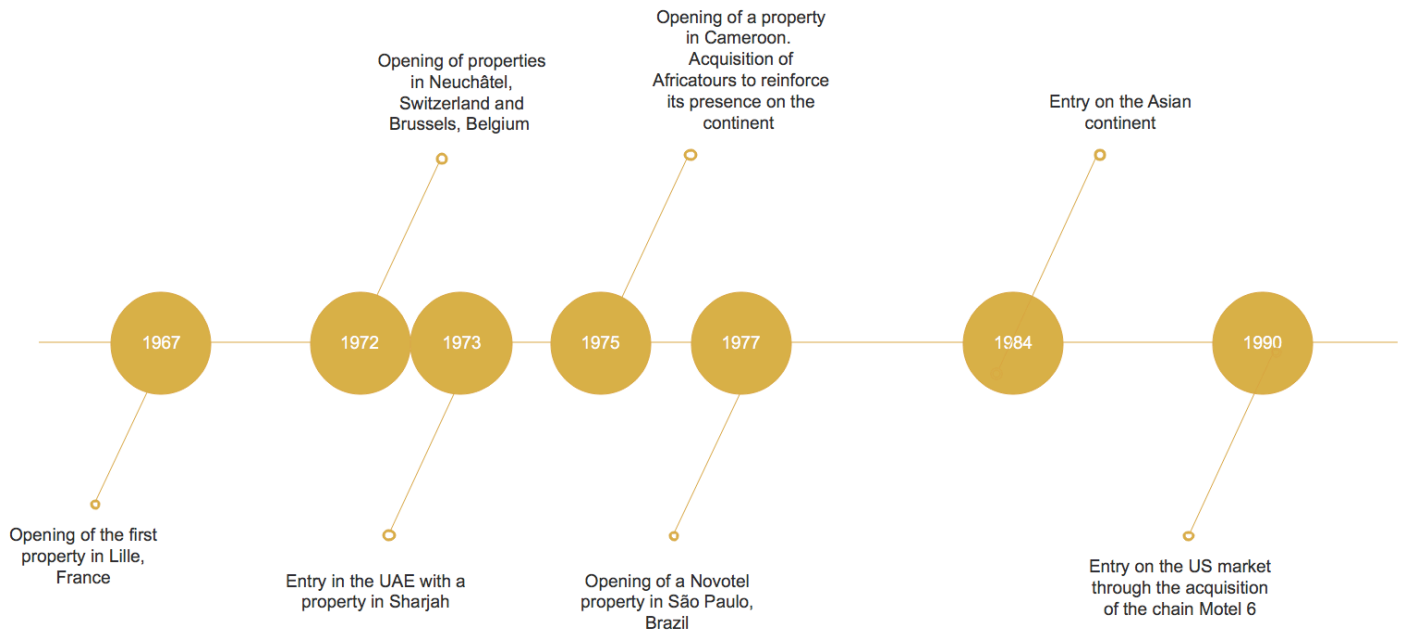 Opening of a property
in Cameroon.
Acquisition of
Africatours to reinforce
its presence on the
continent
Opening of properties
in Neuchâtel,
Switzerland and
Brussels, Belgium
Entry on the Asian
continent
1967
1972
1973
1975
1977
1984
1990
Opening of the first
property in Lille,
France
Entry in the UAE with a
property in Sharjah
Opening of a Novotel
property in São Paulo,
Brazil
Entry on the US market
through the acquisition
of the chain Motel 6